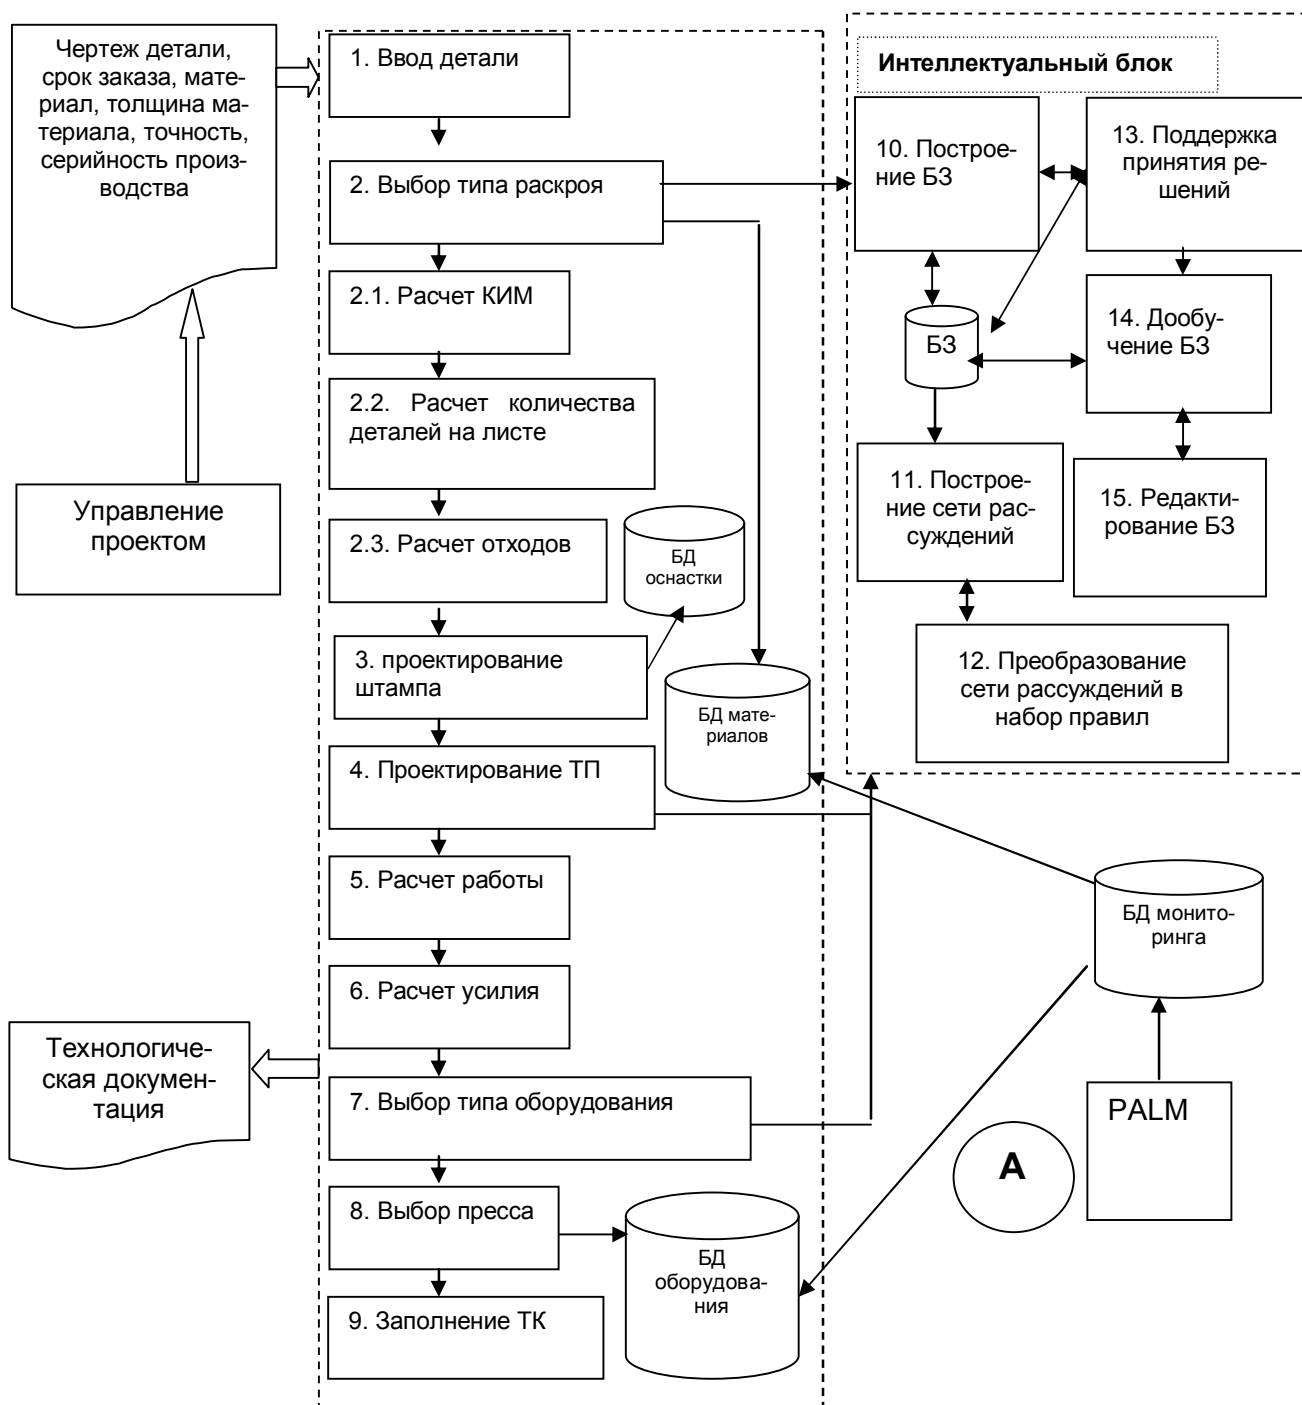 Чертеж детали,
срок заказа, мате-
риал, толщина ма-
териала, точность,
серийность произ-
водства
Управление
проектом
Технологиче-
ская докумен-
тация
1. Ввод детали
2. Выбор типа раскроя
2.1. Расчет КИМ
2.2. Расчет количества
деталей на листе
2.3. Расчет отходов
БД
оснастки
3. проектирование
штампа
БД мате-
риалов
4. Проектирование ТП
5. Расчет работы
6. Расчет усилия
7. Выбор типа оборудования
8. Выбор пресса
БД
оборудова-
ния
9. Заполнение ТК
Интеллектуальный блок
10. Построе-
ние БЗ
13. Поддержка
принятия ре-
шений
БЗ
14. Дообу-
чение БЗ
11. Построе-
ние сети рас-
суждений
15. Редакти-
рование БЗ
12. Преобразование
сети рассуждений в
набор правил
БД монито-
ринга
PALM
А